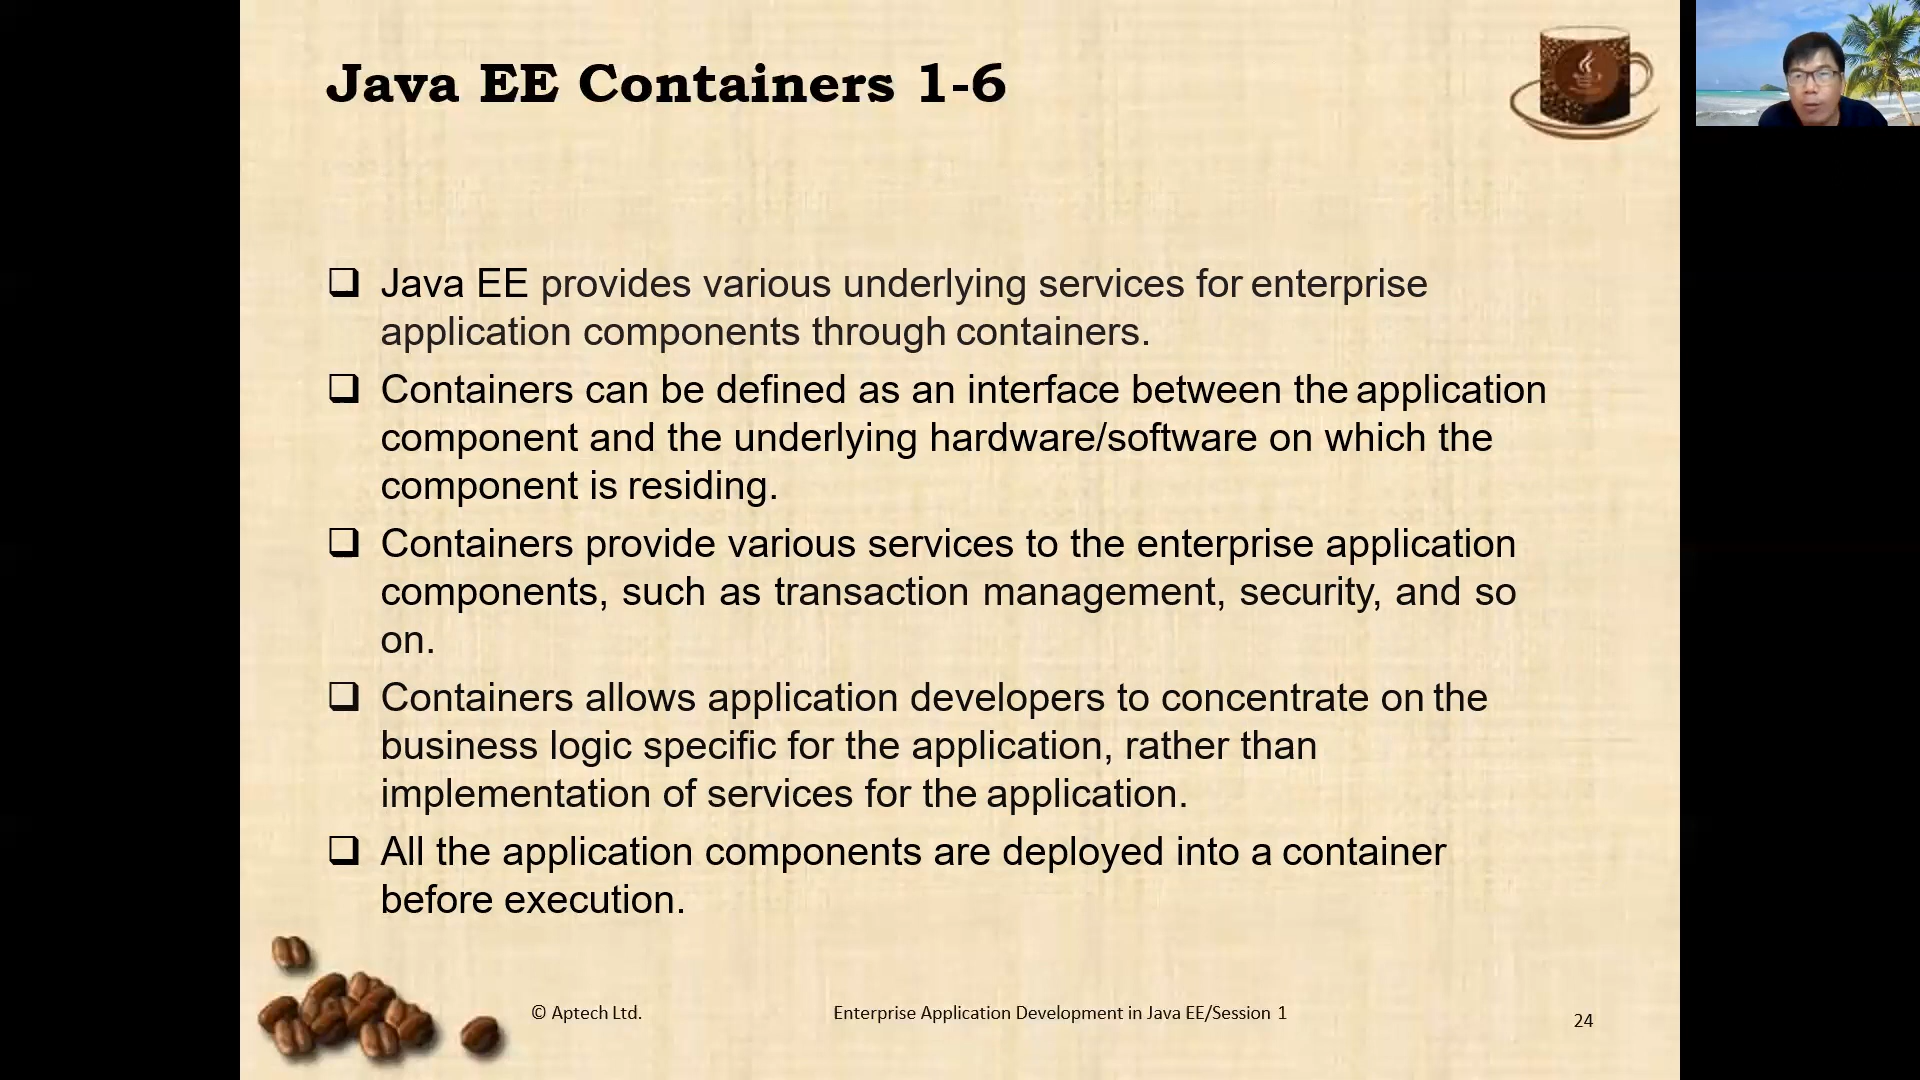 Java EE Containers 1-6
Java EE provides various underlying services for enterprise
application components through containers.
Containers can be defined as an interface between the application
component and the underlying hardware/software on which the
component is residing.
Containers provide various services to the enterprise application
components, such as transaction management, security, and so
on.
Containers allows application developers to concentrate on the
business logic specific for the application, rather than
implementation of services for the application.
All the application components are deployed into a container
before execution.
© Aptech Ltd.
Enterprise Application Development in Java EE/Session 1
24